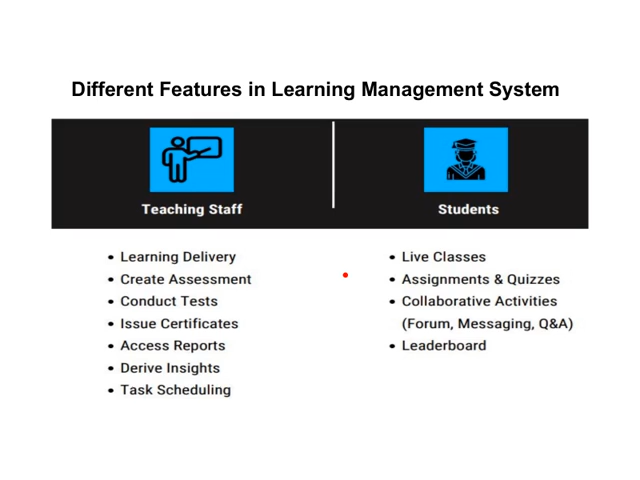 Different Features in Learning Management System
Teaching Staff
Students
• Learning Delivery
• Create Assessment
• Conduct Tests
• Issue Certificates
• Access Reports
• Derive Insights
• Task Scheduling
• Live Classes
• Assignments & Quizzes
• Collaborative Activities
(Forum, Messaging, Q&A)
• Leaderboard